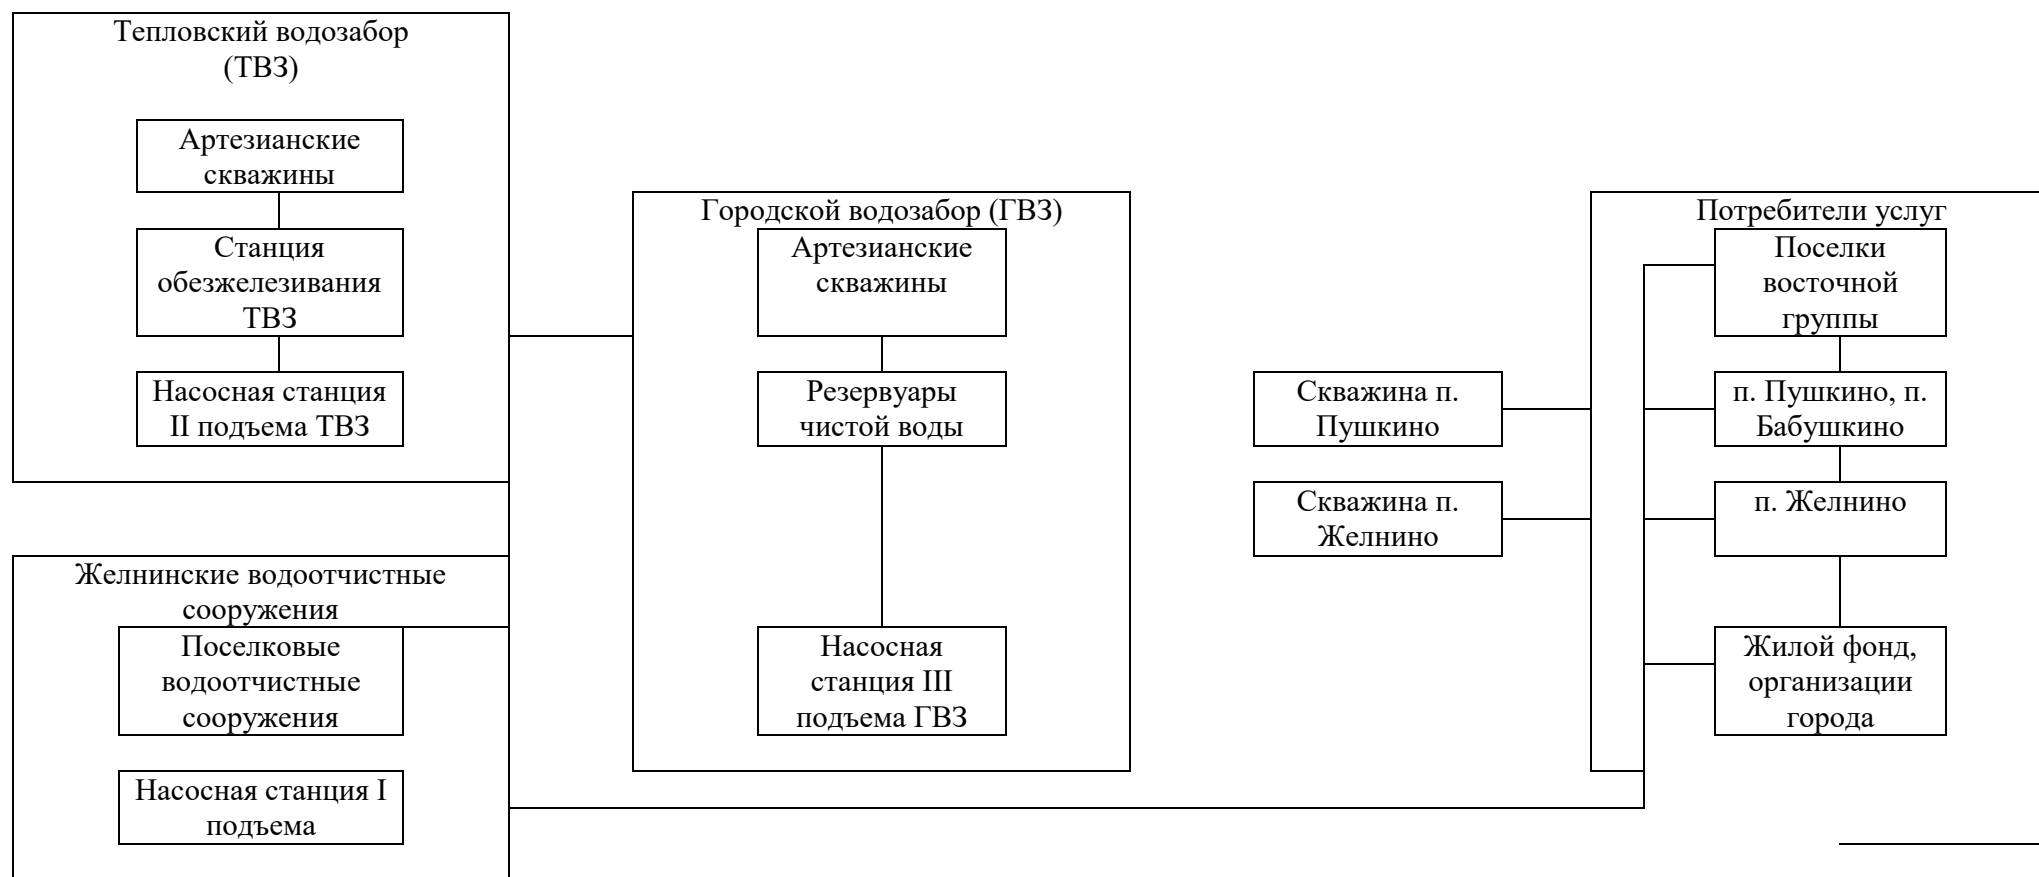 Тепловский водозабор
(ТВЗ)
Артезианские
скважины
Станция
обезжелезивания
ТВЗ
Насосная станция
II подъема ТВЗ
Желнинские водоотчистные
сооружения
Поселковые
водоотчистные
сооружения
Насосная станция I
подъема
Городской водозабор (ГВЗ)
Артезианские
скважины
Резервуары
чистой воды
Насосная
станция III
подъема ГВЗ
Скважина п.
Пушкино
Скважина п.
Желнино
Потребители услуг
Поселки
восточной
группы
п. Пушкино, п.
Бабушкино
п. Желнино
Жилой фонд,
организации
города